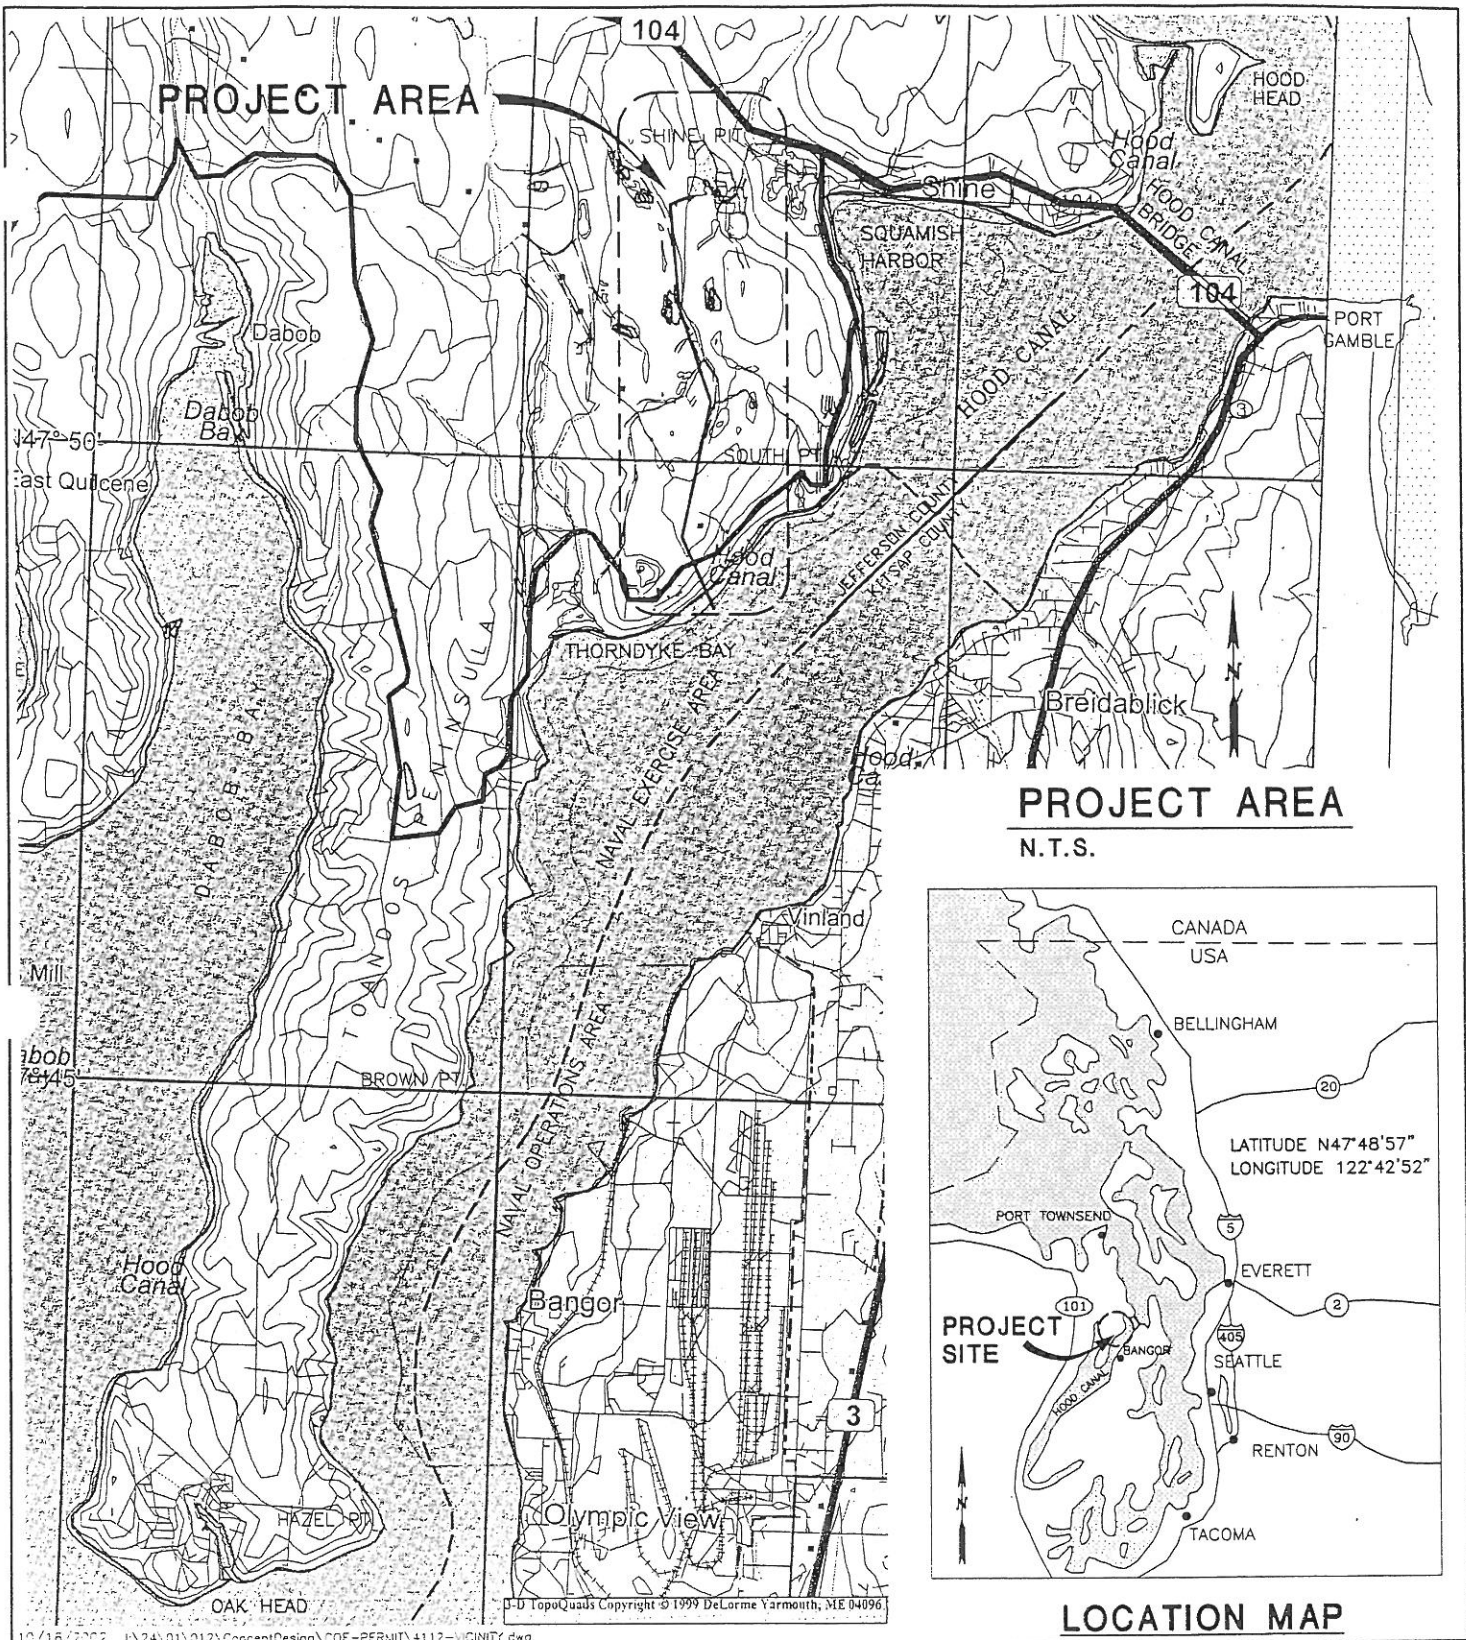 104
PROJECT AREA
HOOD
HEAD
SHINE PIT
Hood
Canal
Shine
HOOD CANAL
BRIDGE
SQUAMISH
HARBOR
104
Dabob
PORT
GAMBLE
HOOD CANAL
Dabob
Bay
3
N47°50'
SOUTH PT
East Quilcene
JEFFERSON COUNTY
KITSAP COUNTY
Hood
Canal
THORNDYKE BAY
N
Breidablick
NAVAL EXERCISE AREA
DABOB BAY
TOANDOS PENINSULA
Hood
Ca
PROJECT AREA
N.T.S.
Vinland
Mill
CANADA
USA
BELLINGHAM
abob
BROWN PT
NAVAL OPERATIONS AREA
20
LATITUDE N47°48'57"
LONGITUDE 122°42'52"
PORT TOWNSEND
5
Hood
Canal
EVERETT
Bangor
101
2
PROJECT
SITE
BANGOR
405
SEATTLE
HOOD CANAL
3
90
RENTON
N
HAZEL PT
Olympic View
TACOMA
OAK HEAD
3-D TopoQuads Copyright © 1999 DeLorme Yarmouth, ME 04096
LOCATION MAP